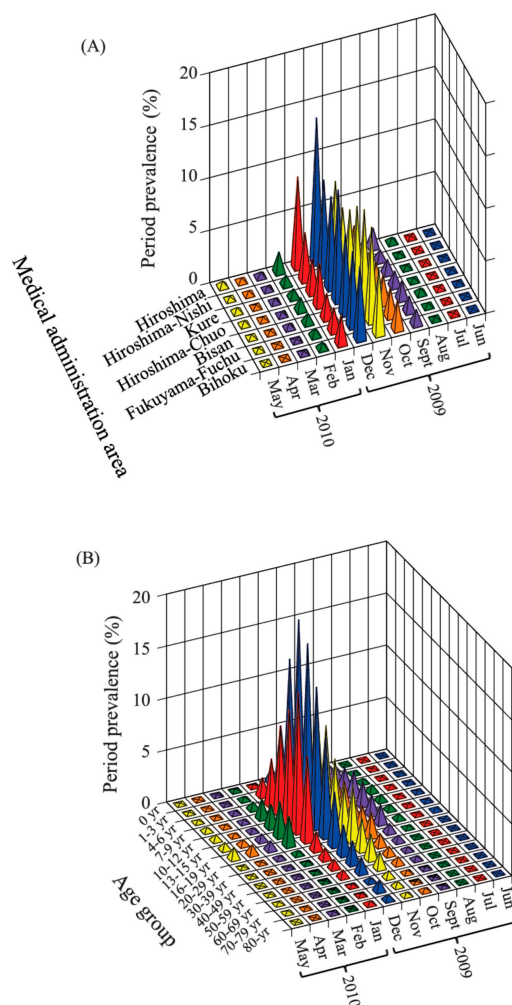 (A)
Period prevalence (%)
20
15
10
5
0
Medical administration area
Hiroshima
Hiroshima-Nishi
Kure
Hiroshima-Chuo
Bisan
Fukuyama-Fuchu
Bihoku
May
Apr
Mar
Feb
Jan
Dec
Nov
Oct
Sept
Aug
Jul
Jun
2010
2009
(B)
Period prevalence (%)
20
15
10
5
0
Age group
0 yr
1-3 yr
4-6 yr
7-9 yr
10-12 yr
13-15 yr
16-19 yr
20-29 yr
30-39 yr
40-49 yr
50-59 yr
60-69 yr
70-79 yr
80-yr
May
Apr
Mar
Feb
Jan
Dec
Nov
Oct
Sept
Aug
Jul
Jun
2010
2009